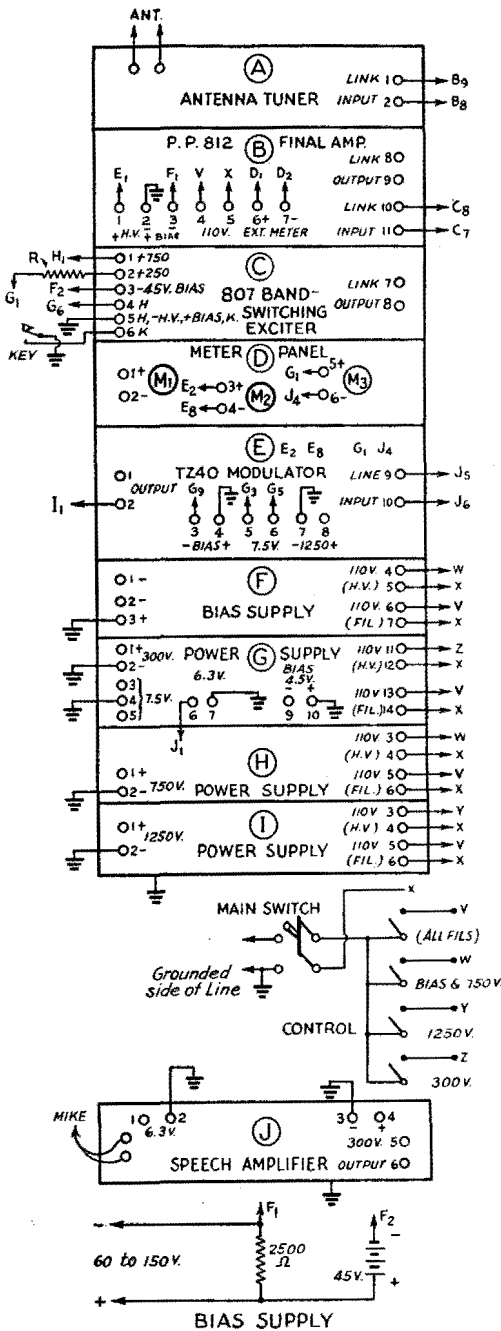 ANT.
A
ANTENNA TUNER
LINK 1 B9
INPUT 2 B8
P. P. 812 B FINAL AMP.
E1 F1 V X D1 D2
1 2 3 4 5 6+ 7-
+H.V. - + BIAS - 110V. EXT. METER
LINK 8
OUTPUT 9
LINK 10 C8
INPUT 11 C7
R H1 1 +750
2 +250
G1 F2 3 -45V. BIAS
G6 4 H
5 H,-H.V.,+BIAS,K.
KEY 6 K
C
807 BAND-
SWITCHING
EXCITER
LINK 7
OUTPUT 8
METER D PANEL
1+ M1 E2 3+ M2 G1 5+ M3
2- E8 4- J4 6-
E E2 E8 G1 J4
TZ40 MODULATOR
1 OUTPUT
I1 2
G9 G3 G5
3 4 5 6 7 8
-BIAS+ 7.5V. -1250+
LINE 9 J5
INPUT 10 J6
F
BIAS SUPPLY
1 -
2 -
3 +
110V. 4 W
(H.V.) 5 X
110V. 6 V
(FIL.) 7 X
POWER G SUPPLY
1+ 300V.
2-
3
4 7.5V.
5
6.3V.
6 7
J1
BIAS
4.5V.
- +
9 10
110V 11 Z
(H.V.) 12 X
110V 13 V
(FIL.) 14 X
H
POWER SUPPLY
1+ 750V.
2-
110V. 3 W
(H.V) 4 X
110V 5 V
(FIL.) 6 X
I
POWER SUPPLY
1+ 1250V.
2-
110V 3 Y
(H.V) 4 X
110V 5 V
(FIL.) 6 X
X
MAIN SWITCH
V
(ALL FILS)
Grounded
side of Line
W
BIAS & 750V.
CONTROL
Y
1250V.
Z
300V.
MIKE
1 2
6.3V.
J
SPEECH AMPLIFIER
3 4
- +
300V. 5
OUTPUT 6
F1 F2
-
60 to 150V.
+
2500
Ω
-
45V.
+
BIAS SUPPLY